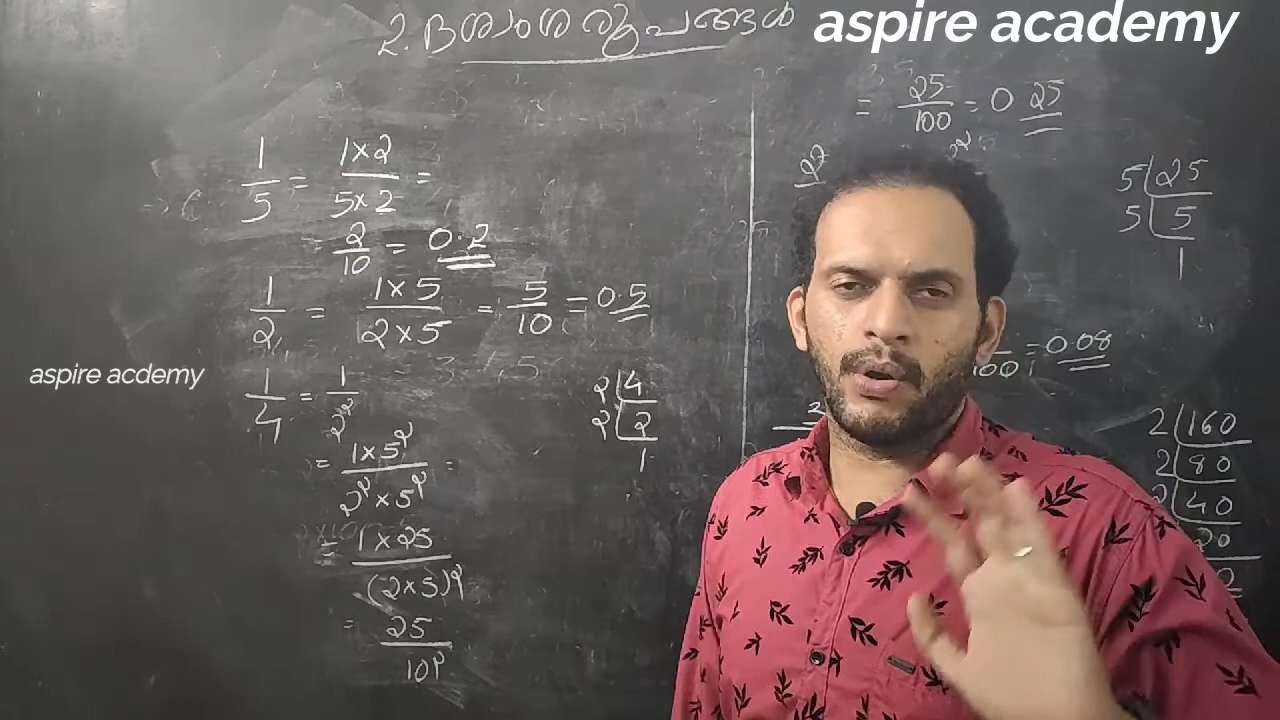 2. ദശാംശരൂപങ്ങൾ
aspire academy
1/5 = 1×2/5×2 =
= 2/10 = 0.2
1/2 = 1×5/2×5 = 5/10 = 0.5
aspire acdemy
1/4 = 1/2²
= 1×5²/2²×5² =
= 1×25/(2×5)²
= 25/10²
2 4
2 2
1
= 25/100 = 0 25
2
5 25
5 5
1
100 = 0.08
2 160
2 80
2 40
20